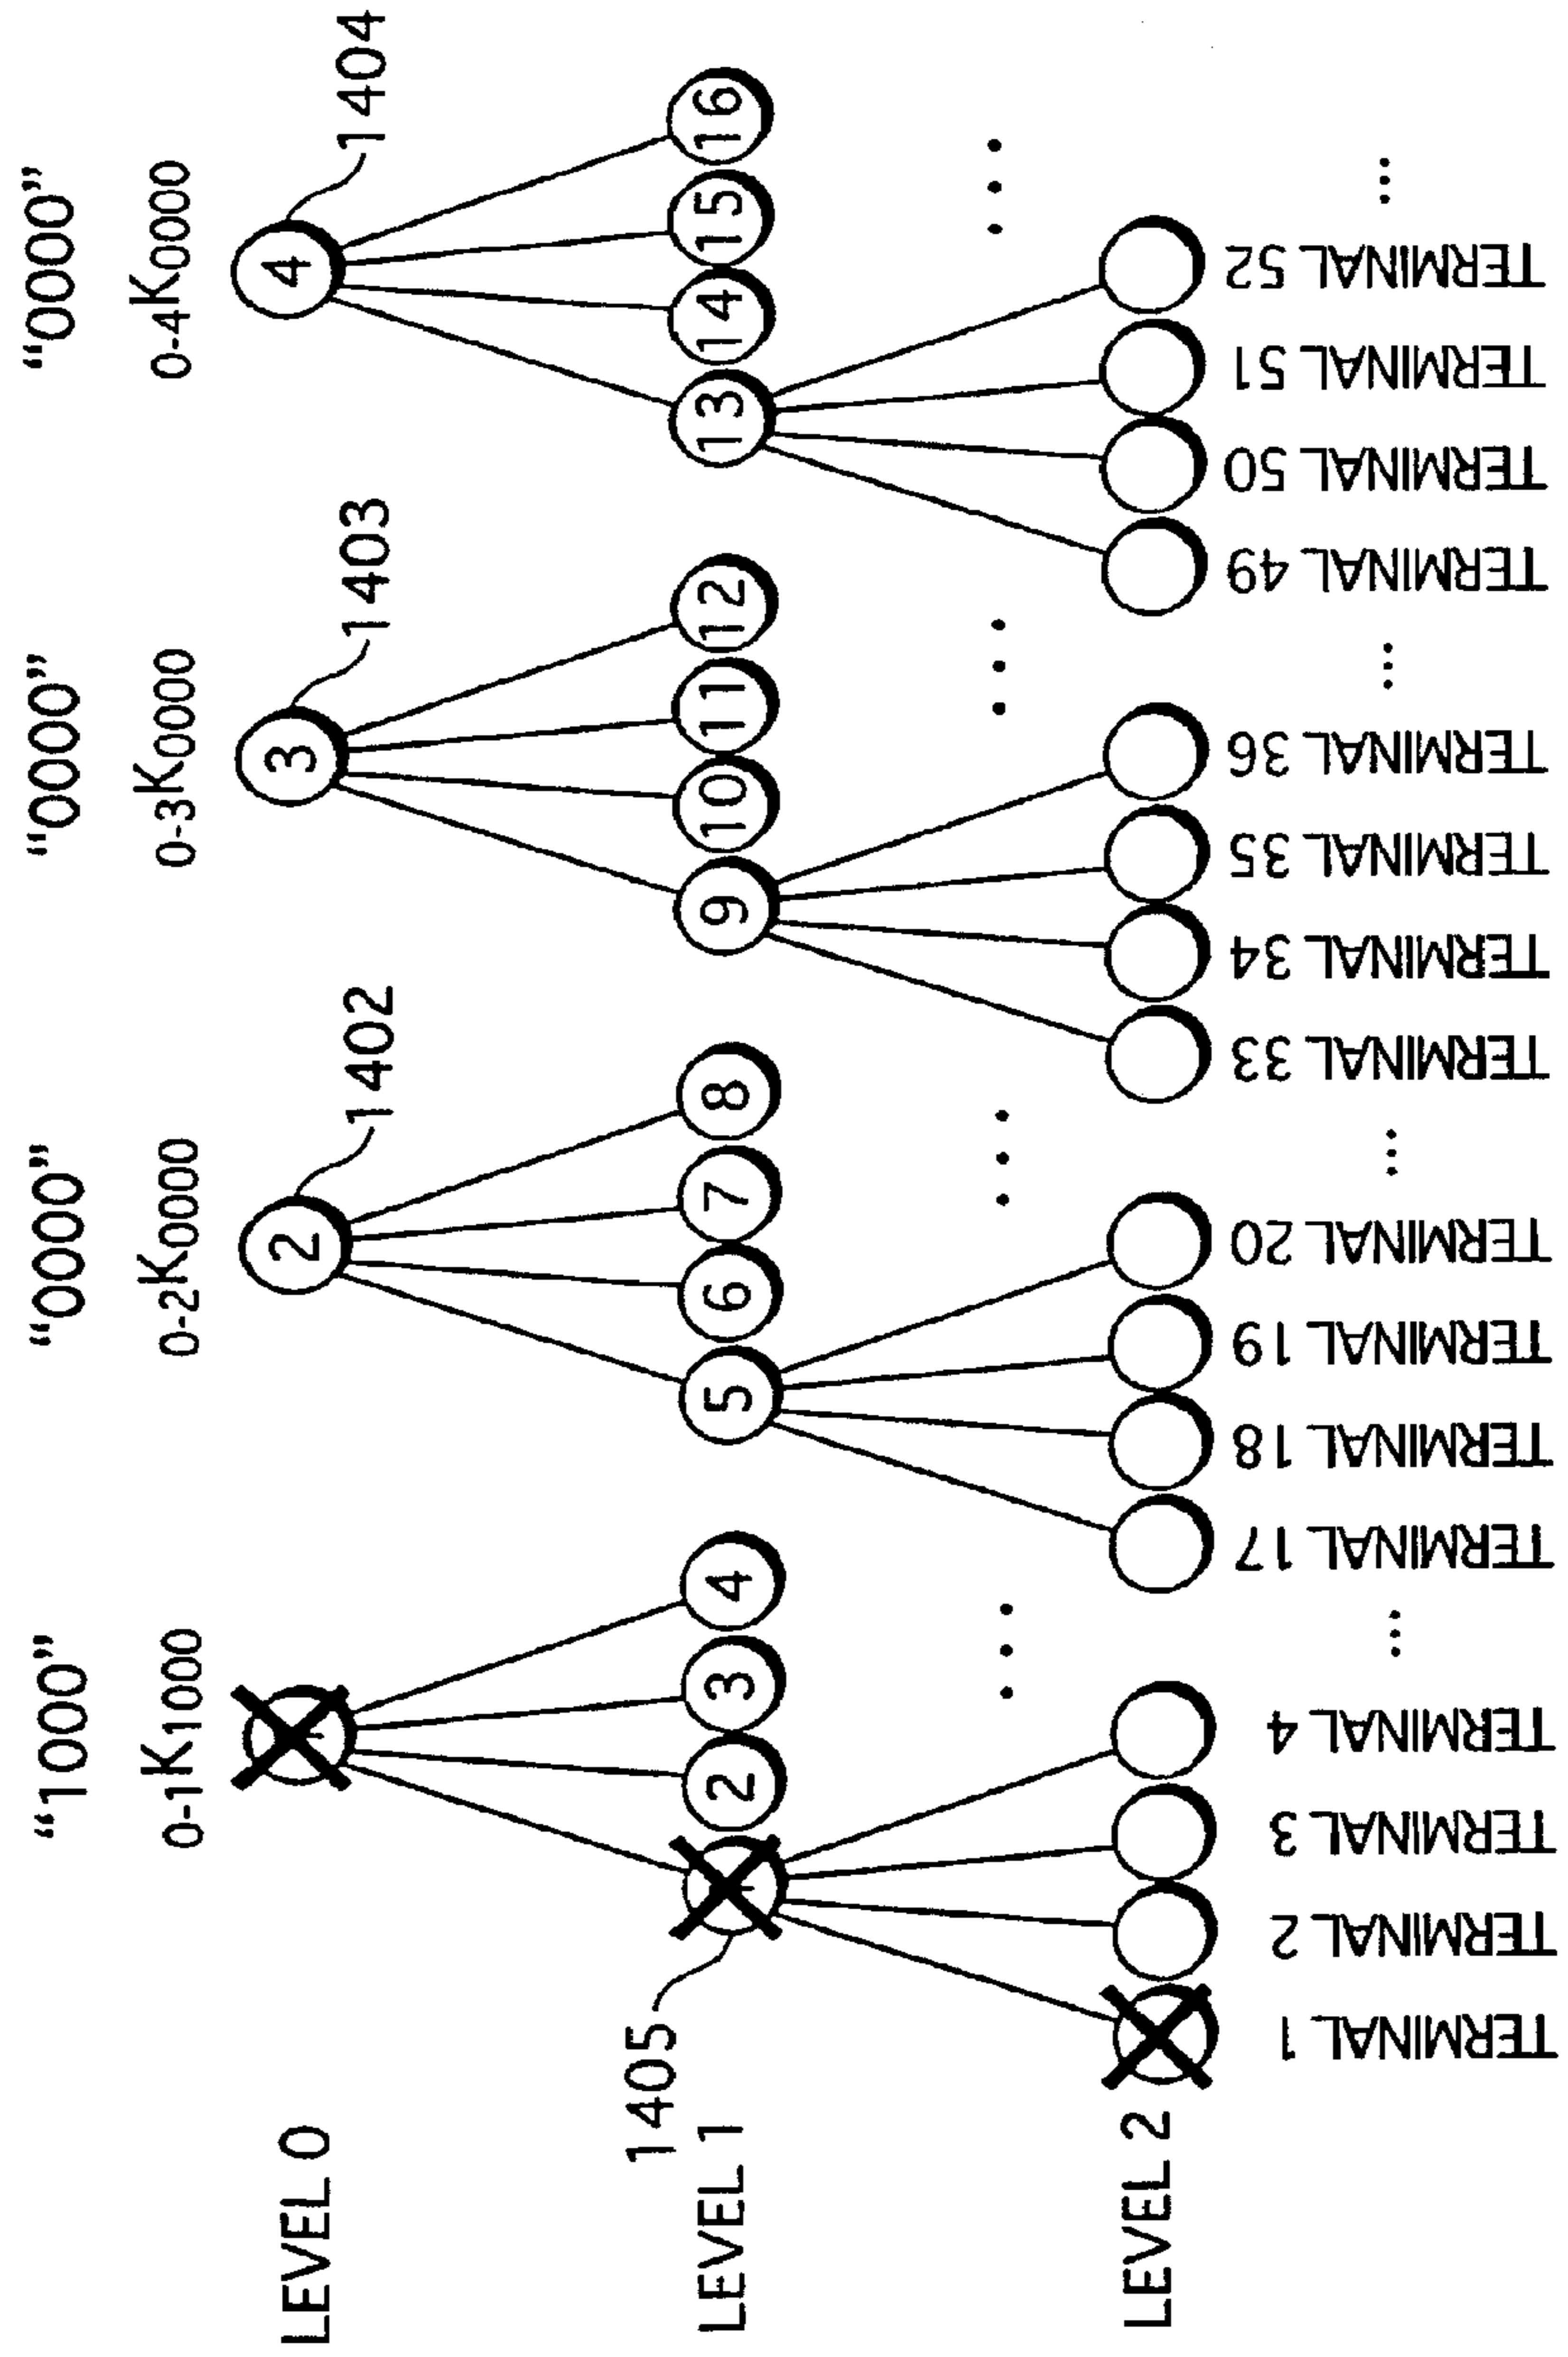 “1000” “0000” “0000” “0000”
0-1K1000 0-2K0000 0-3K0000 0-4K0000
LEVEL 0 2 3 4
1402 1403 1404
1405
LEVEL 1 2 3 4 5 6 7 8 9 10 11 12 13 14 15 16
... ... ... ...
LEVEL 2
TERMINAL 1 TERMINAL 2 TERMINAL 3 TERMINAL 4 ... TERMINAL 17 TERMINAL 18 TERMINAL 19 TERMINAL 20 ... TERMINAL 33 TERMINAL 34 TERMINAL 35 TERMINAL 36 ... TERMINAL 49 TERMINAL 50 TERMINAL 51 TERMINAL 52 ...